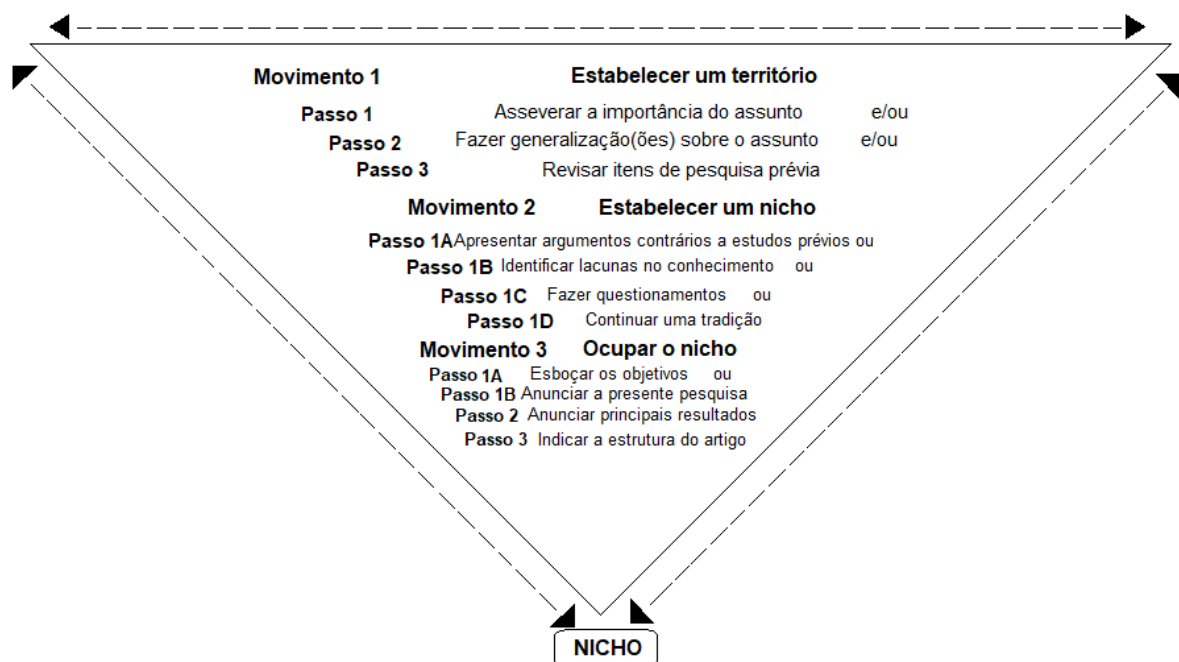 Movimento 1 Estabelecer um território
Passo 1 Asseverar a importância do assunto e/ou
Passo 2 Fazer generalização(ões) sobre o assunto e/ou
Passo 3 Revisar itens de pesquisa prévia
Movimento 2 Estabelecer um nicho
Passo 1A Apresentar argumentos contrários a estudos prévios ou
Passo 1B Identificar lacunas no conhecimento ou
Passo 1C Fazer questionamentos ou
Passo 1D Continuar uma tradição
Movimento 3 Ocupar o nicho
Passo 1A Esboçar os objetivos ou
Passo 1B Anunciar a presente pesquisa
Passo 2 Anunciar principais resultados
Passo 3 Indicar a estrutura do artigo
NICHO